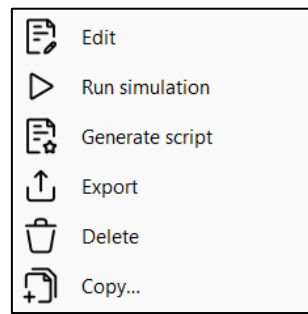 Edit
Run simulation
Generate script
Export
Delete
Copy...